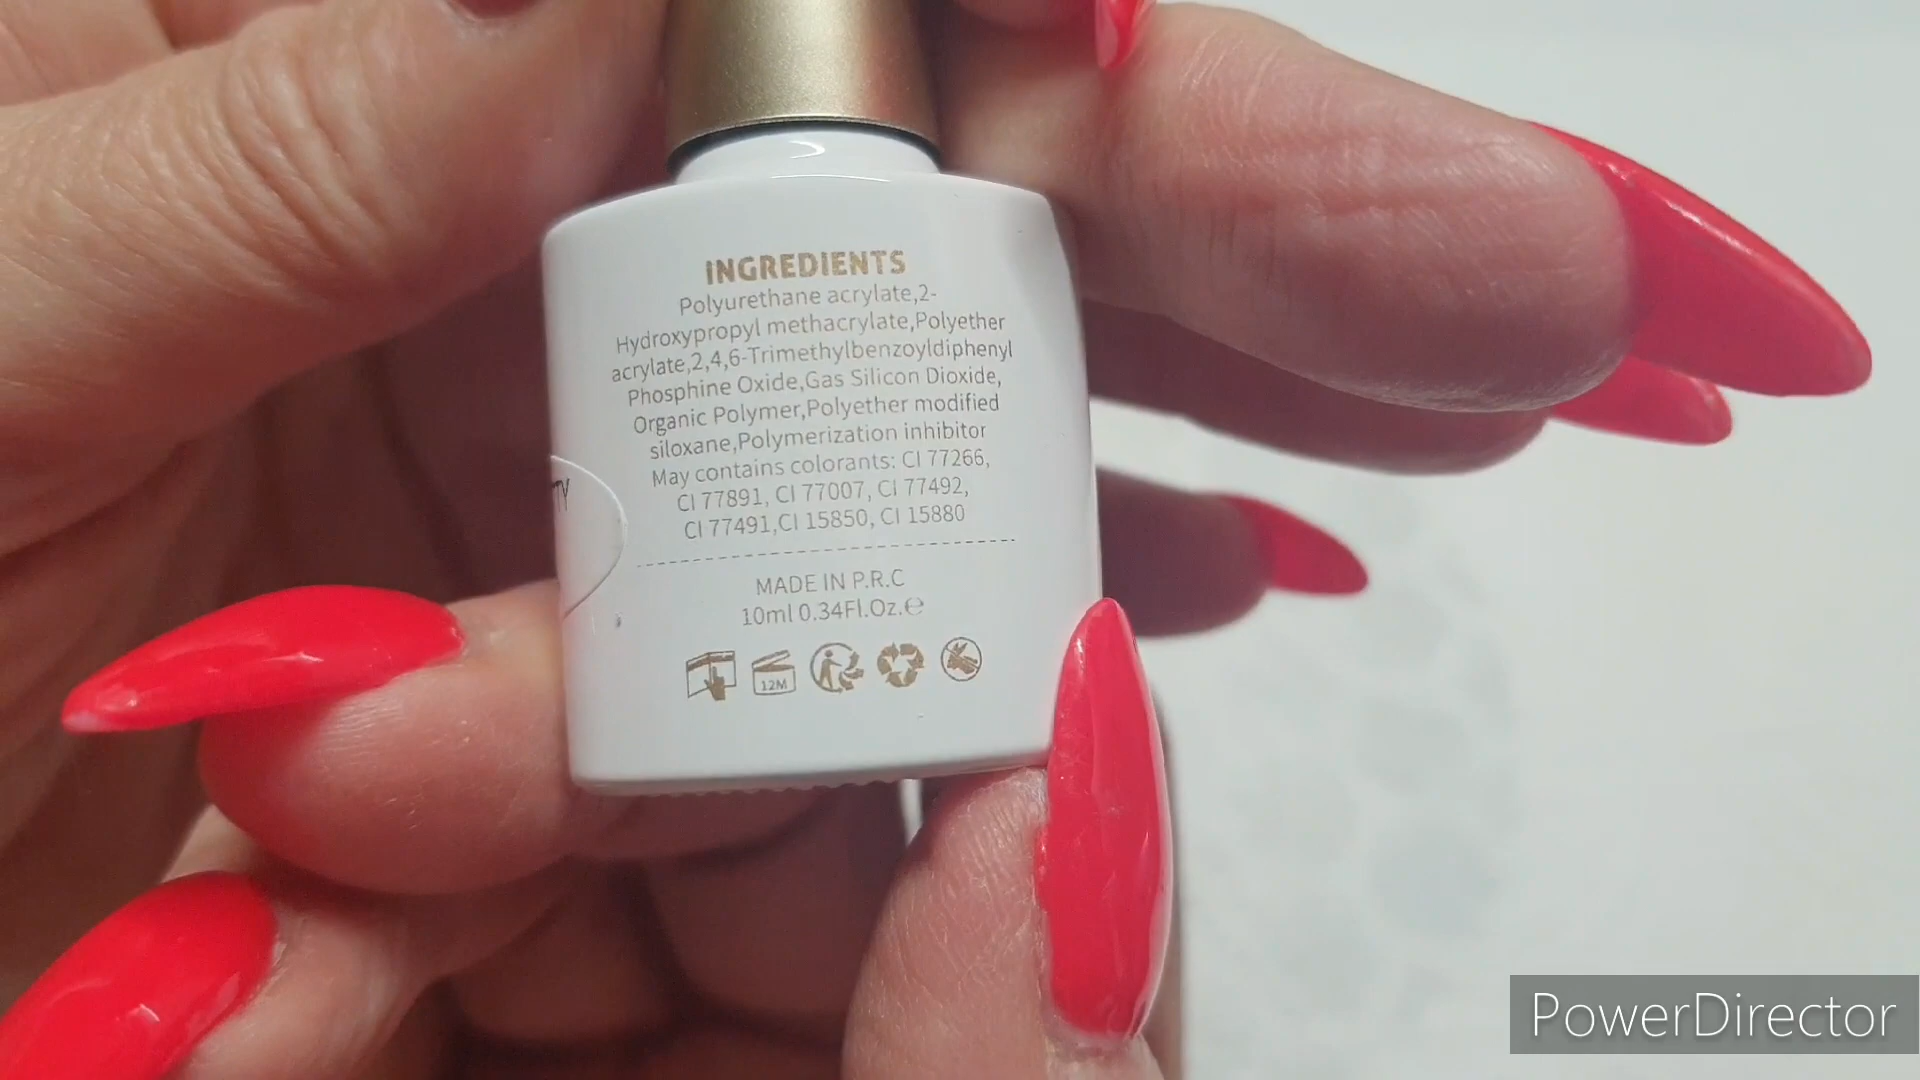 INGREDIENTS
Polyurethane acrylate,2-
Hydroxypropyl methacrylate,Polyether
acrylate,2,4,6-Trimethylbenzoyldiphenyl
Phosphine Oxide,Gas Silicon Dioxide,
Organic Polymer,Polyether modified
siloxane,Polymerization inhibitor
May contains colorants: CI 77266,
CI 77891, CI 77007, CI 77492,
CI 77491,CI 15850, CI 15880
MADE IN P.R.C
10ml 0.34Fl.Oz.℮
12M
PowerDirector